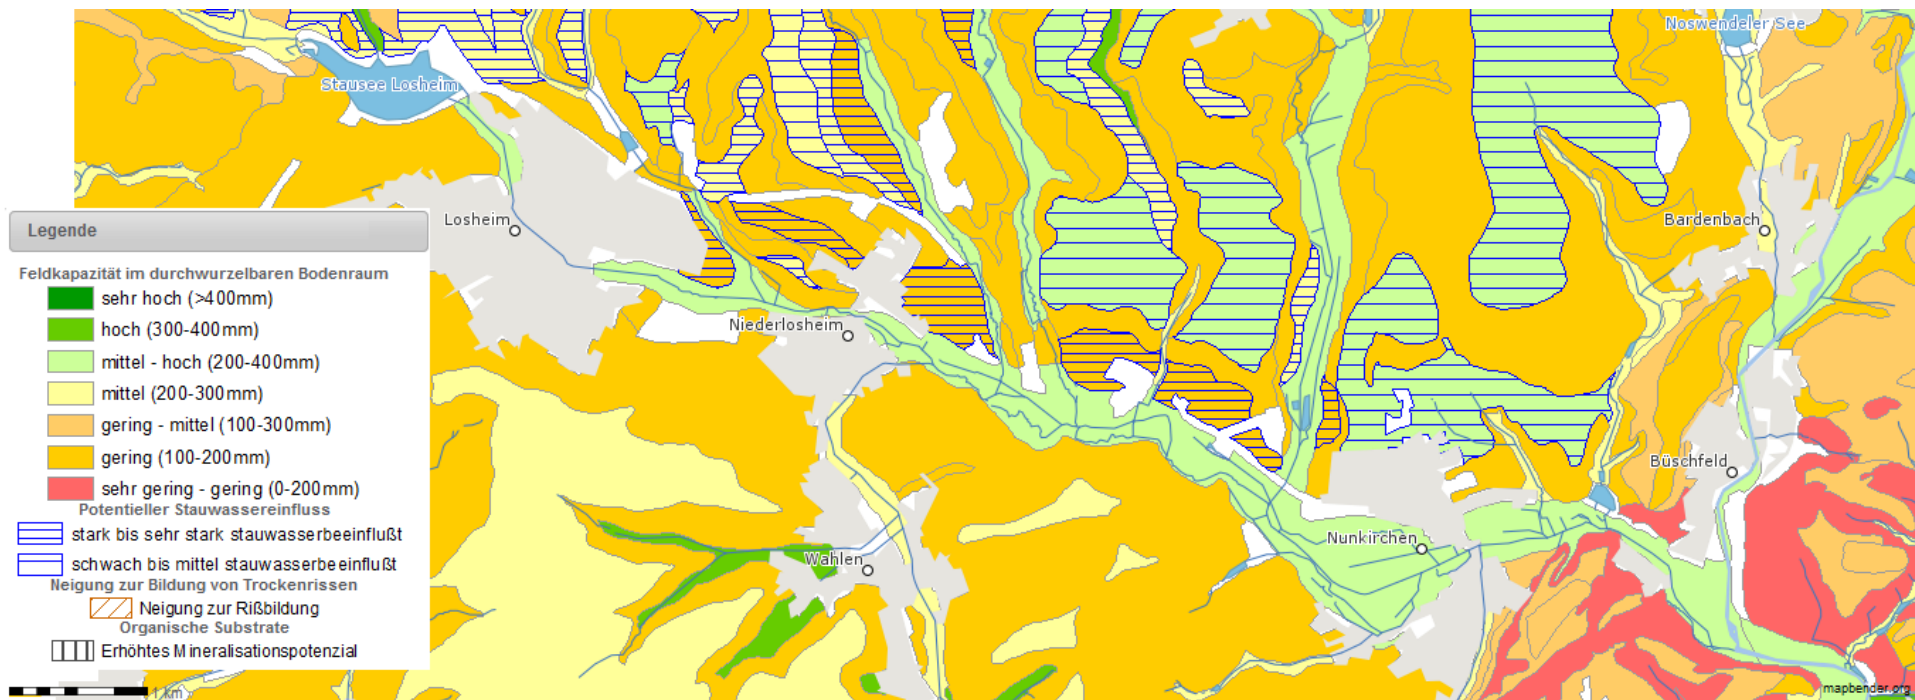 Noswendeler See
Stausee Losheim
Losheim
Bardenbach
Legende
Feldkapazität im durchwurzelbaren Bodenraum
sehr hoch (>400mm)
hoch (300-400mm)
Niederlosheim
mittel - hoch (200-400mm)
mittel (200-300mm)
gering - mittel (100-300mm)
gering (100-200mm)
Büschfeld
sehr gering - gering (0-200mm)
Potentieller Stauwassereinfluss
stark bis sehr stark stauwasserbeeinflußt
Nunkirchen
schwach bis mittel stauwasserbeeinflußt
Wahlen
Neigung zur Bildung von Trockenrissen
Neigung zur Rißbildung
Organische Substrate
Erhöhtes Mineralisationspotenzial
1 km
mapbender.org